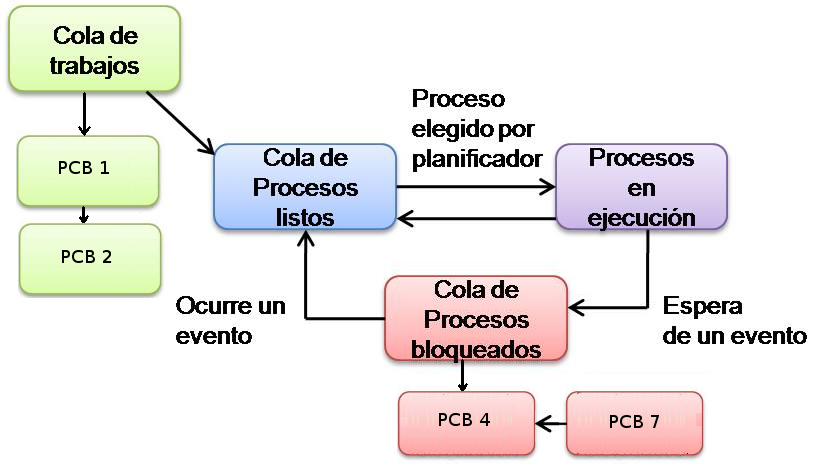 Cola de
trabajos
PCB 1
PCB 2
Cola de
Procesos
listos
Proceso
elegido por
planificador
Procesos
en
ejecución
Ocurre un
evento
Cola de
Procesos
bloqueados
Espera
de un evento
PCB 4
PCB 7